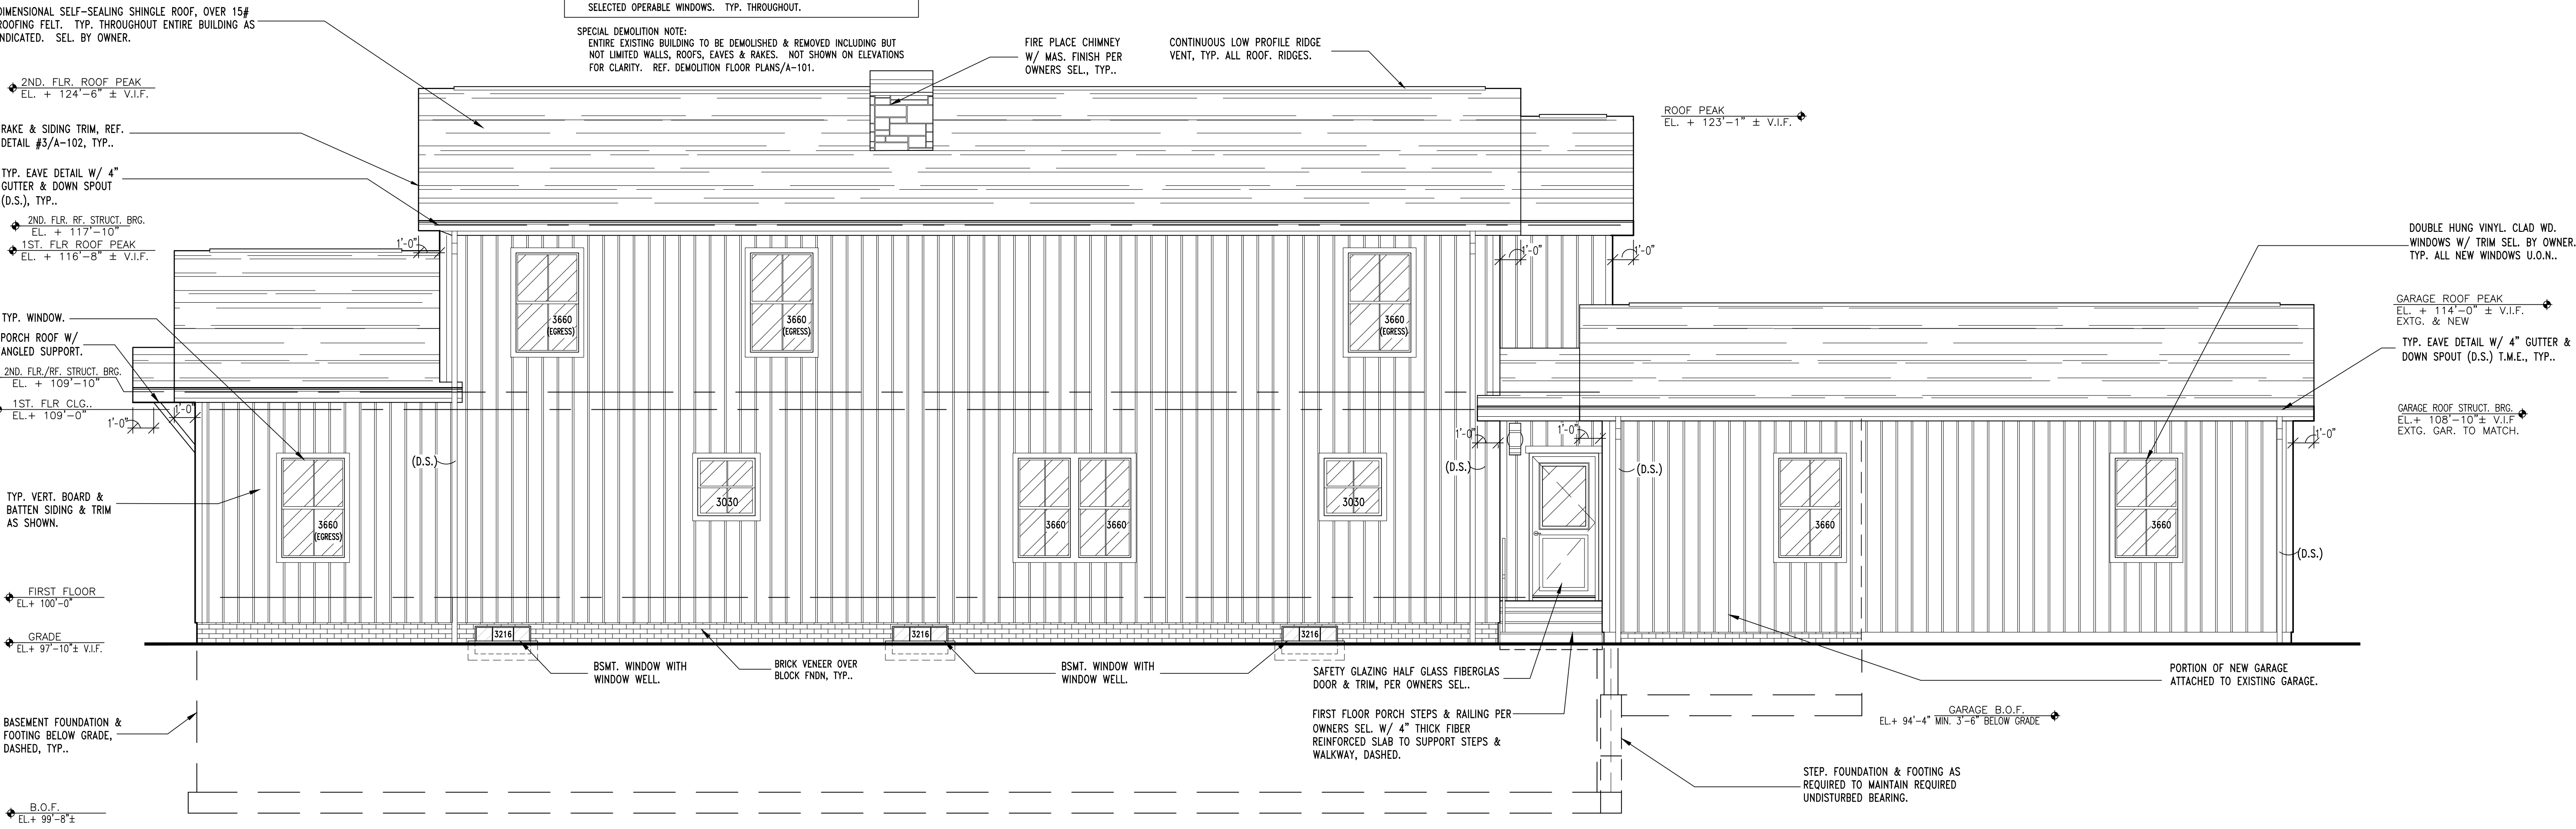 DIMENSIONAL SELF-SEALING SHINGLE ROOF, OVER 15#
ROOFING FELT. TYP. THROUGHOUT ENTIRE BUILDING AS
INDICATED. SEL. BY OWNER.
SELECTED OPERABLE WINDOWS. TYP. THROUGHOUT.
SPECIAL DEMOLITION NOTE:
ENTIRE EXISTING BUILDING TO BE DEMOLISHED & REMOVED INCLUDING BUT
NOT LIMITED WALLS, ROOFS, EAVES & RAKES. NOT SHOWN ON ELEVATIONS
FOR CLARITY. REF. DEMOLITION FLOOR PLANS/A-101.
FIRE PLACE CHIMNEY
W/ MAS. FINISH PER
OWNERS SEL., TYP..
CONTINUOUS LOW PROFILE RIDGE
VENT, TYP. ALL ROOF. RIDGES.
2ND. FLR. ROOF PEAK
EL. + 124'-6" ± V.I.F.
ROOF PEAK
EL. + 123'-1" ± V.I.F.
RAKE & SIDING TRIM, REF.
DETAIL #3/A-102, TYP..
TYP. EAVE DETAIL W/ 4"
GUTTER & DOWN SPOUT
(D.S.), TYP..
2ND. FLR. RF. STRUCT. BRG.
EL. + 117'-10"
1ST. FLR ROOF PEAK
EL. + 116'-8" ± V.I.F.
1'-0"
1'-0"
1'-0"
DOUBLE HUNG VINYL. CLAD WD.
WINDOWS W/ TRIM SEL. BY OWNER.
TYP. ALL NEW WINDOWS U.O.N..
GARAGE ROOF PEAK
EL. + 114'-0" ± V.I.F.
EXTG. & NEW
TYP. WINDOW.
3660
(EGRESS)
3660
(EGRESS)
3660
(EGRESS)
PORCH ROOF W/
ANGLED SUPPORT.
TYP. EAVE DETAIL W/ 4" GUTTER &
DOWN SPOUT (D.S.) T.M.E., TYP..
2ND. FLR./RF. STRUCT. BRG.
EL. + 109'-10"
1ST. FLR CLG..
EL.+ 109'-0"
1'-0"
1'-0"
GARAGE ROOF STRUCT. BRG.
EL.+ 108'-10"± V.I.F
EXTG. GAR. TO MATCH.
1'-0"
1'-0"
1'-0"
(D.S.)
(D.S.)
(D.S.)
TYP. VERT. BOARD &
BATTEN SIDING & TRIM
AS SHOWN.
3660
(EGRESS)
3030
3660
3660
3030
3660
3660
(D.S.)
FIRST FLOOR
EL.+ 100'-0"
GRADE
EL.+ 97'-10"± V.I.F.
3216
3216
3216
BSMT. WINDOW WITH
WINDOW WELL.
BRICK VENEER OVER
BLOCK FNDN, TYP..
BSMT. WINDOW WITH
WINDOW WELL.
SAFETY GLAZING HALF GLASS FIBERGLAS
DOOR & TRIM, PER OWNERS SEL..
PORTION OF NEW GARAGE
ATTACHED TO EXISTING GARAGE.
FIRST FLOOR PORCH STEPS & RAILING PER
OWNERS SEL. W/ 4" THICK FIBER
REINFORCED SLAB TO SUPPORT STEPS &
WALKWAY, DASHED.
GARAGE B.O.F.
EL.+ 94'-4" MIN. 3'-6" BELOW GRADE
BASEMENT FOUNDATION &
FOOTING BELOW GRADE,
DASHED, TYP..
STEP. FOUNDATION & FOOTING AS
REQUIRED TO MAINTAIN REQUIRED
UNDISTURBED BEARING.
B.O.F.
EL.+ 99'-8"±